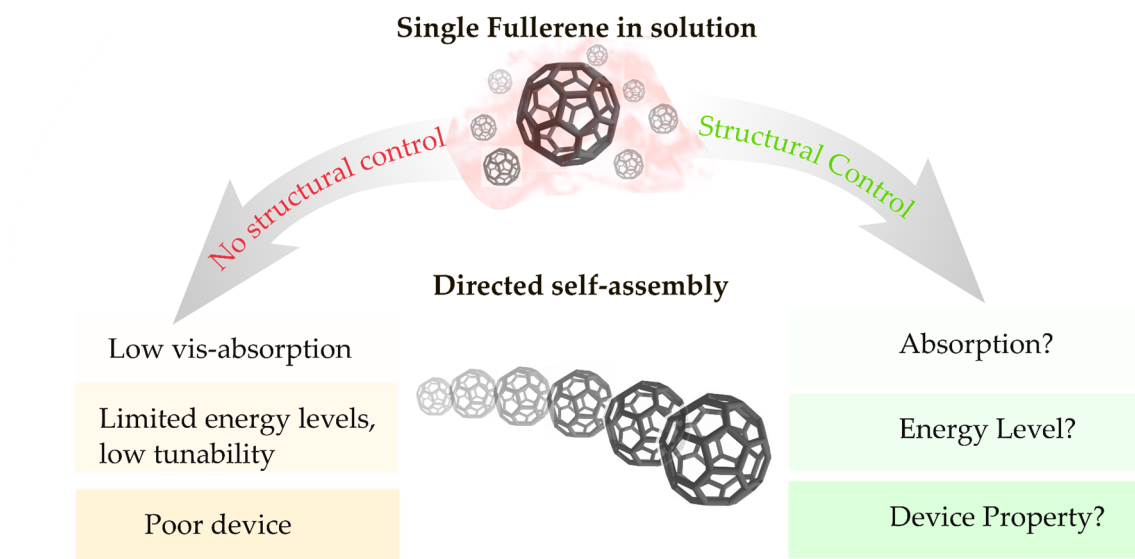 Single Fullerene in solution
No structural control
Structural Control
Directed self-assembly
Low vis-absorption
Limited energy levels,
low tunability
Poor device
Absorption?
Energy Level?
Device Property?